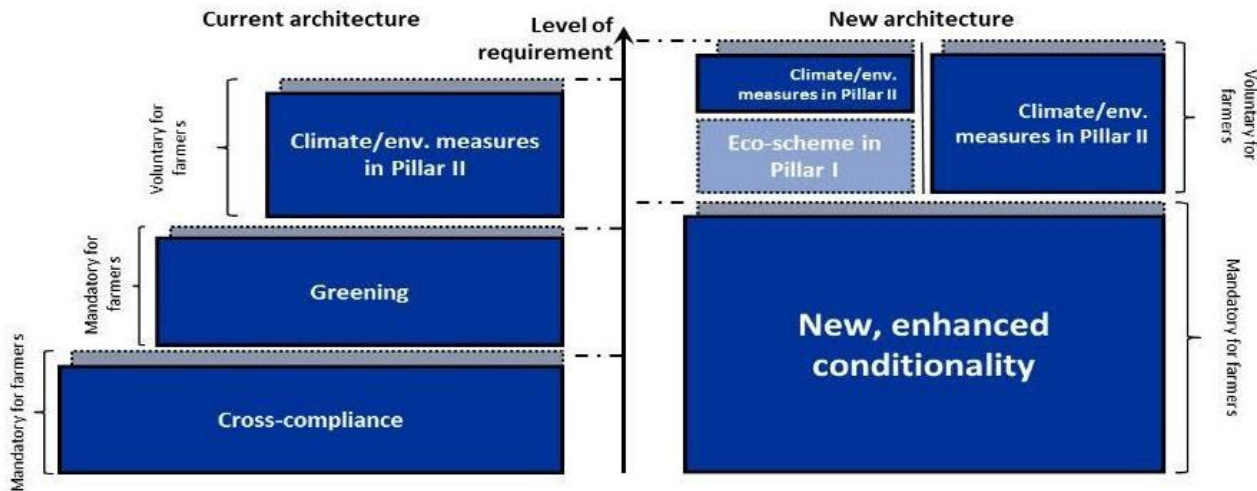 Current architecture
Level of
requirement
New architecture
Voluntary for
farmers
Climate/env. measures
in Pillar II
Mandatory for
farmers
Greening
Mandatory for farmers
Cross-compliance
Climate/env.
measures in Pillar II
Eco-scheme in
Pillar I
Climate/env.
measures in Pillar II
Voluntary for
farmers
New, enhanced
conditionality
Mandatory for farmers